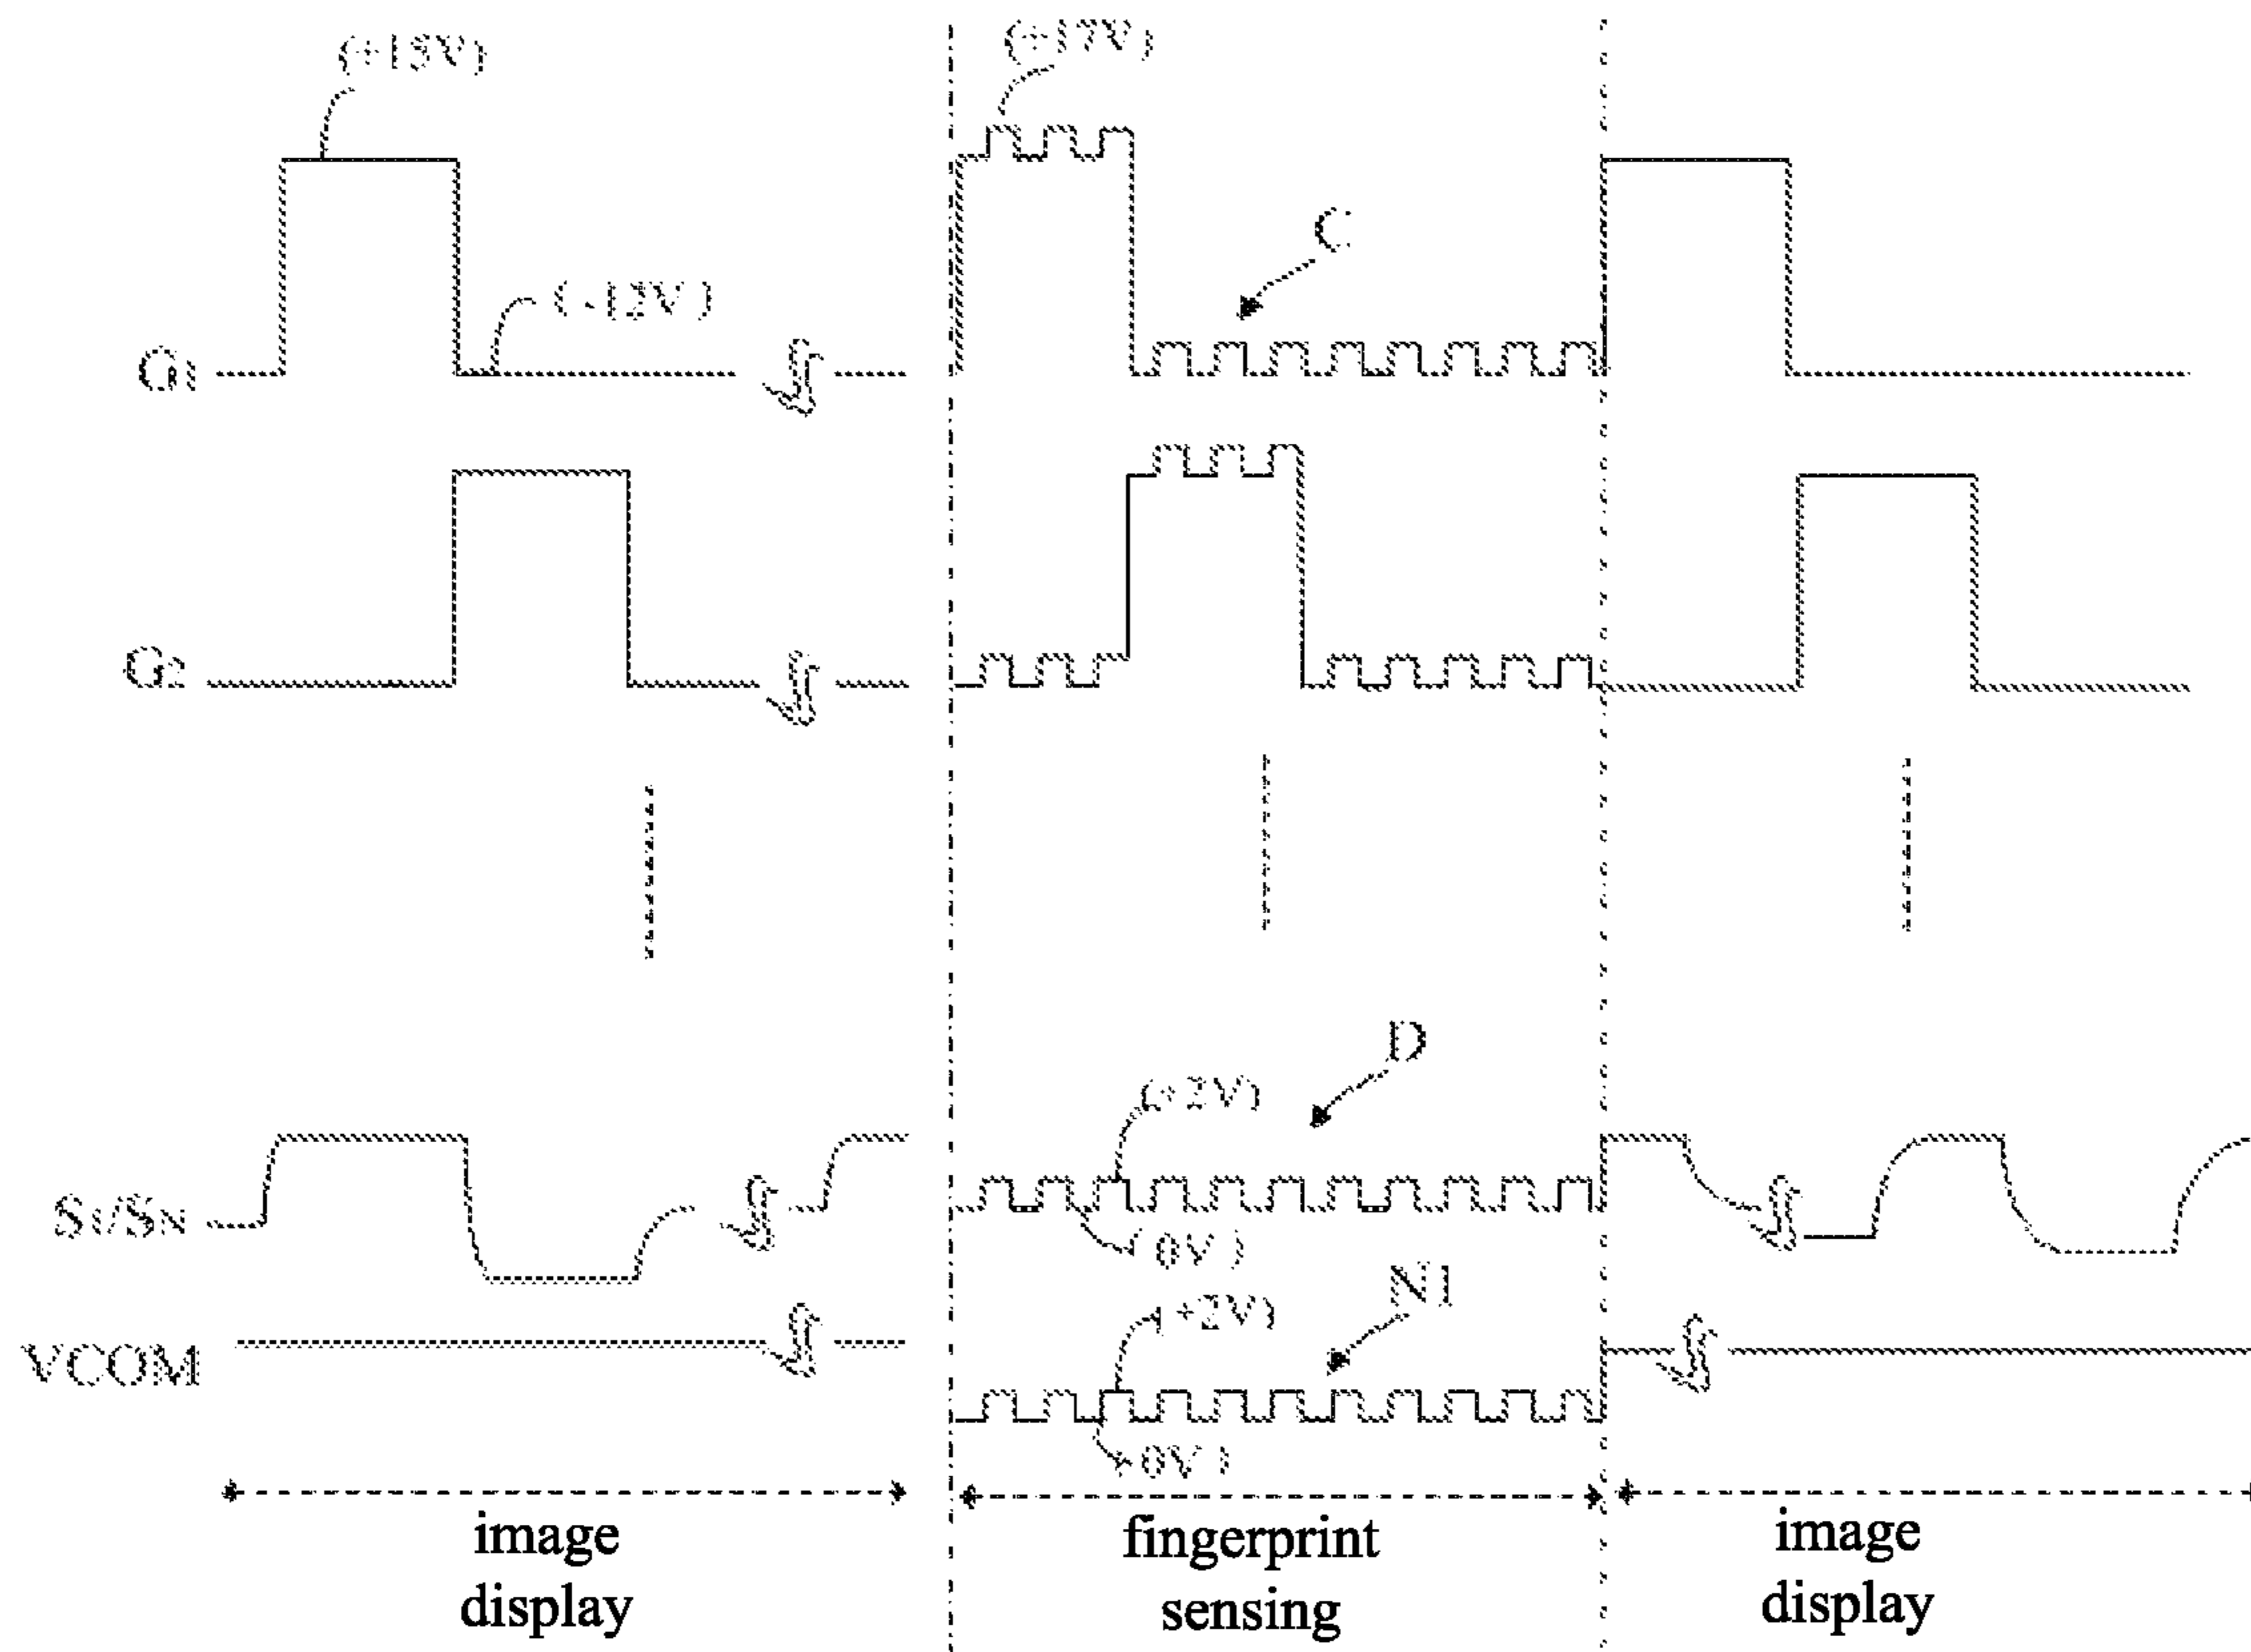 (+15V)
(+17V)
C
(-12V)
G1
G2
D
(+2V)
S1/SN
(0V)
N1
(+2V)
VCOM
(0V)
image
display
fingerprint
sensing
image
display